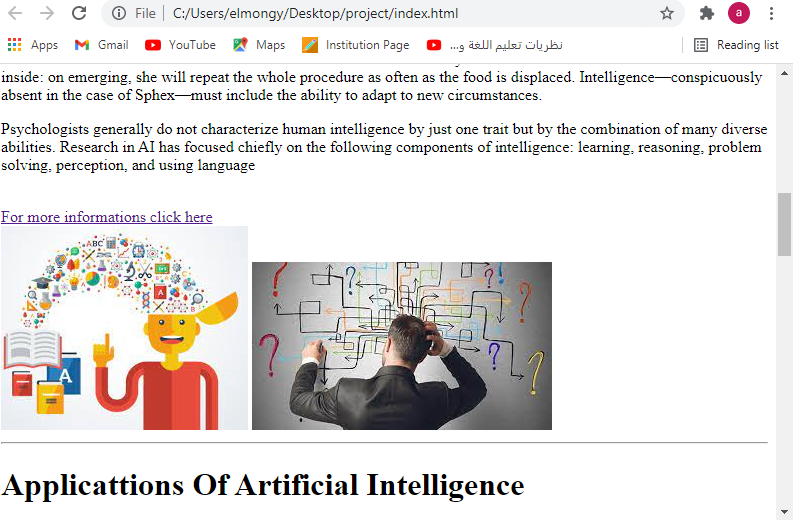 File
C:/Users/elmongy/Desktop/project/index.html
a
Apps
Gmail
YouTube
Maps
Institution Page
نظريات تعليم اللغة و...
Reading list
inside: on emerging, she will repeat the whole procedure as often as the food is displaced. Intelligence—conspicuously
absent in the case of Sphex—must include the ability to adapt to new circumstances.
Psychologists generally do not characterize human intelligence by just one trait but by the combination of many diverse
abilities. Research in AI has focused chiefly on the following components of intelligence: learning, reasoning, problem
solving, perception, and using language
For more informations click here
ABC
A
A
Applicattions Of Artificial Intelligence